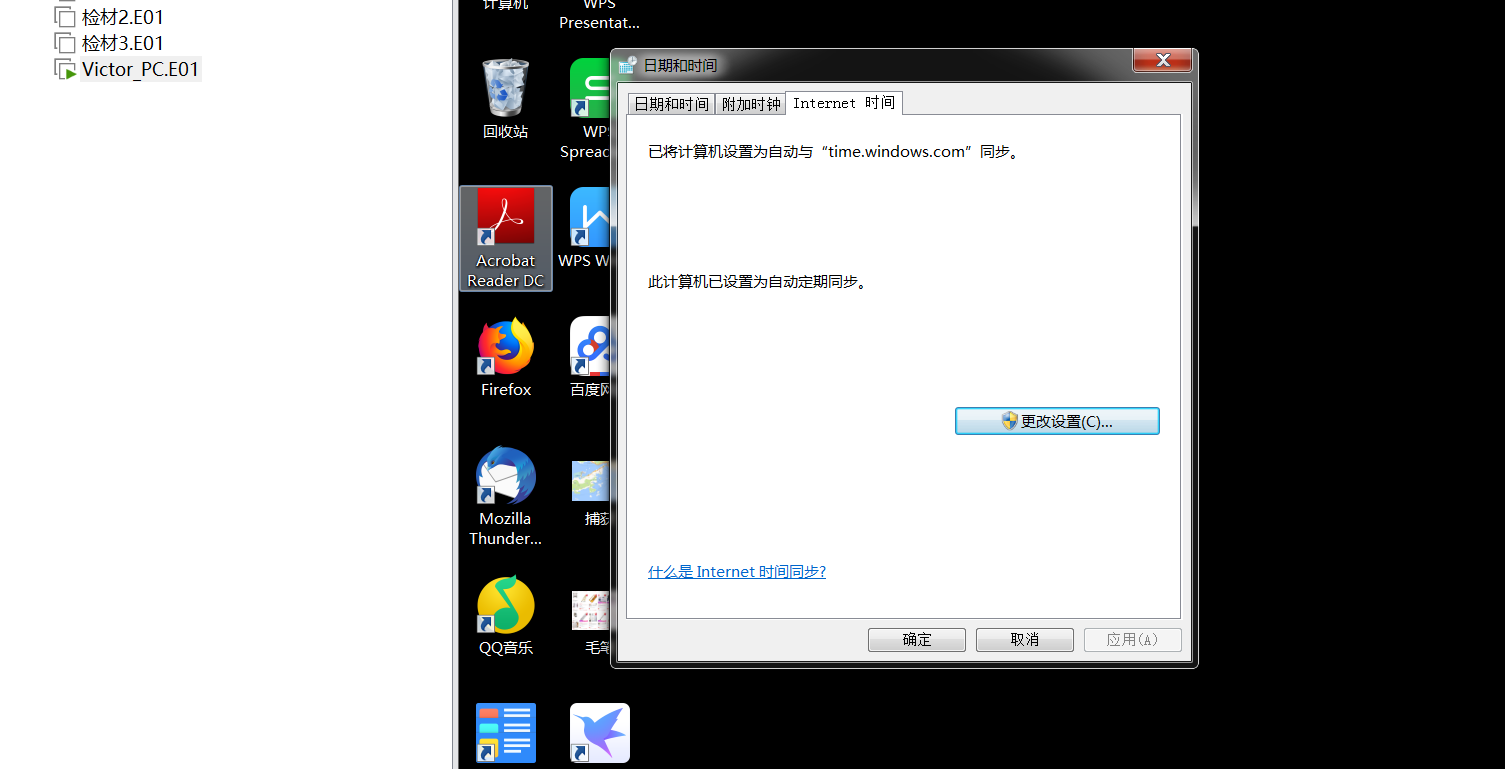 检材2.E01
检材3.E01
Victor_PC.E01
计算机
WPS
Presentat...
回收站
WPS
Spread
Acrobat
Reader DC
WPS W
Firefox
百度网
Mozilla
Thunder...
捕获
QQ音乐
毛笔
日期和时间
日期和时间 附加时钟 Internet 时间
已将计算机设置为自动与“time.windows.com”同步。
此计算机已设置为自动定期同步。
更改设置(C)...
什么是 Internet 时间同步?
确定 取消 应用(A)